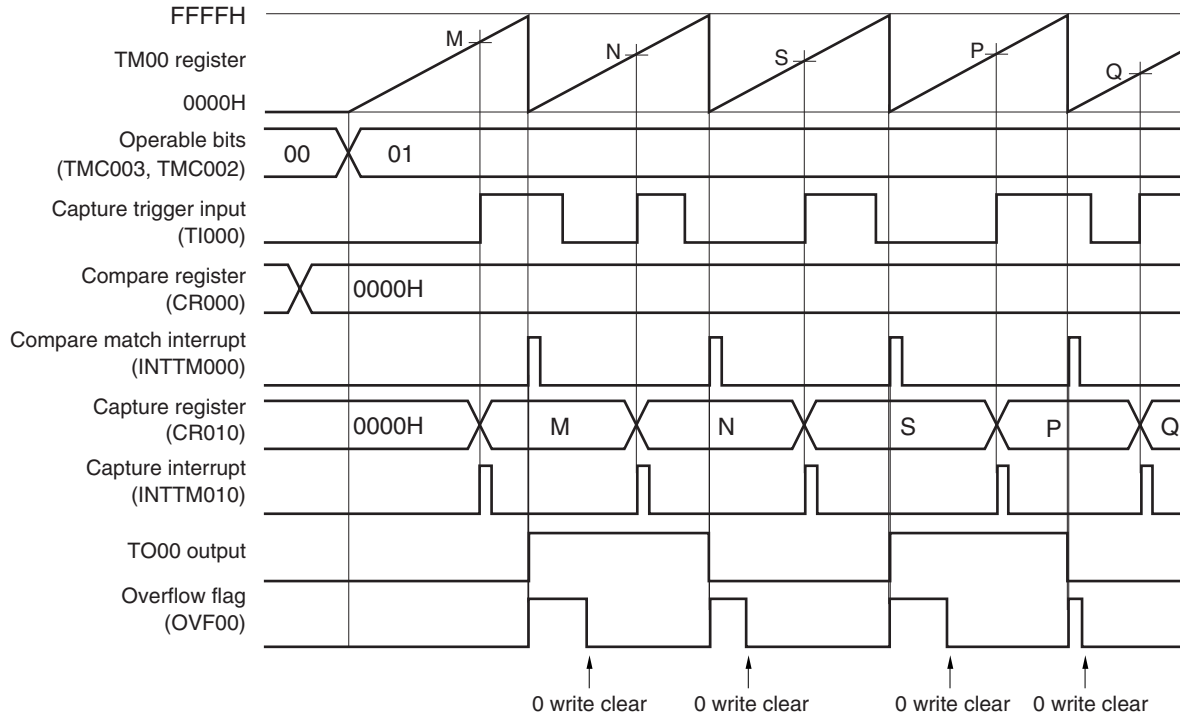 FFFFH
TM00 register
0000H
M N S P Q
Operable bits
(TMC003, TMC002)
00 01
Capture trigger input
(TI000)
Compare register
(CR000)
0000H
Compare match interrupt
(INTTM000)
Capture register
(CR010)
0000H M N S P Q
Capture interrupt
(INTTM010)
TO00 output
Overflow flag
(OVF00)
0 write clear 0 write clear 0 write clear 0 write clear